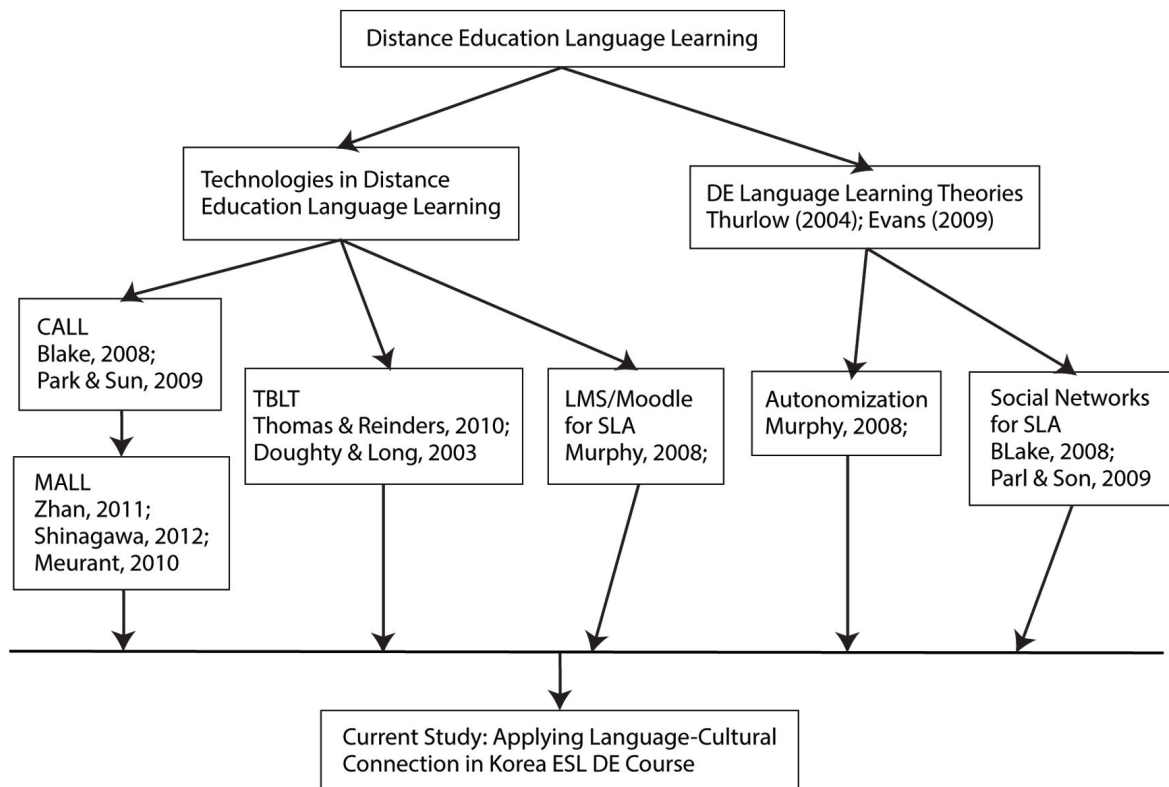 Distance Education Language Learning
Technologies in Distance
Education Language Learning
DE Language Learning Theories
Thurlow (2004); Evans (2009)
CALL
Blake, 2008;
Park & Sun, 2009
TBLT
Thomas & Reinders, 2010;
Doughty & Long, 2003
LMS/Moodle
for SLA
Murphy, 2008;
Autonomization
Murphy, 2008;
Social Networks
for SLA
BLake, 2008;
Parl & Son, 2009
MALL
Zhan, 2011;
Shinagawa, 2012;
Meurant, 2010
Current Study: Applying Language-Cultural
Connection in Korea ESL DE Course